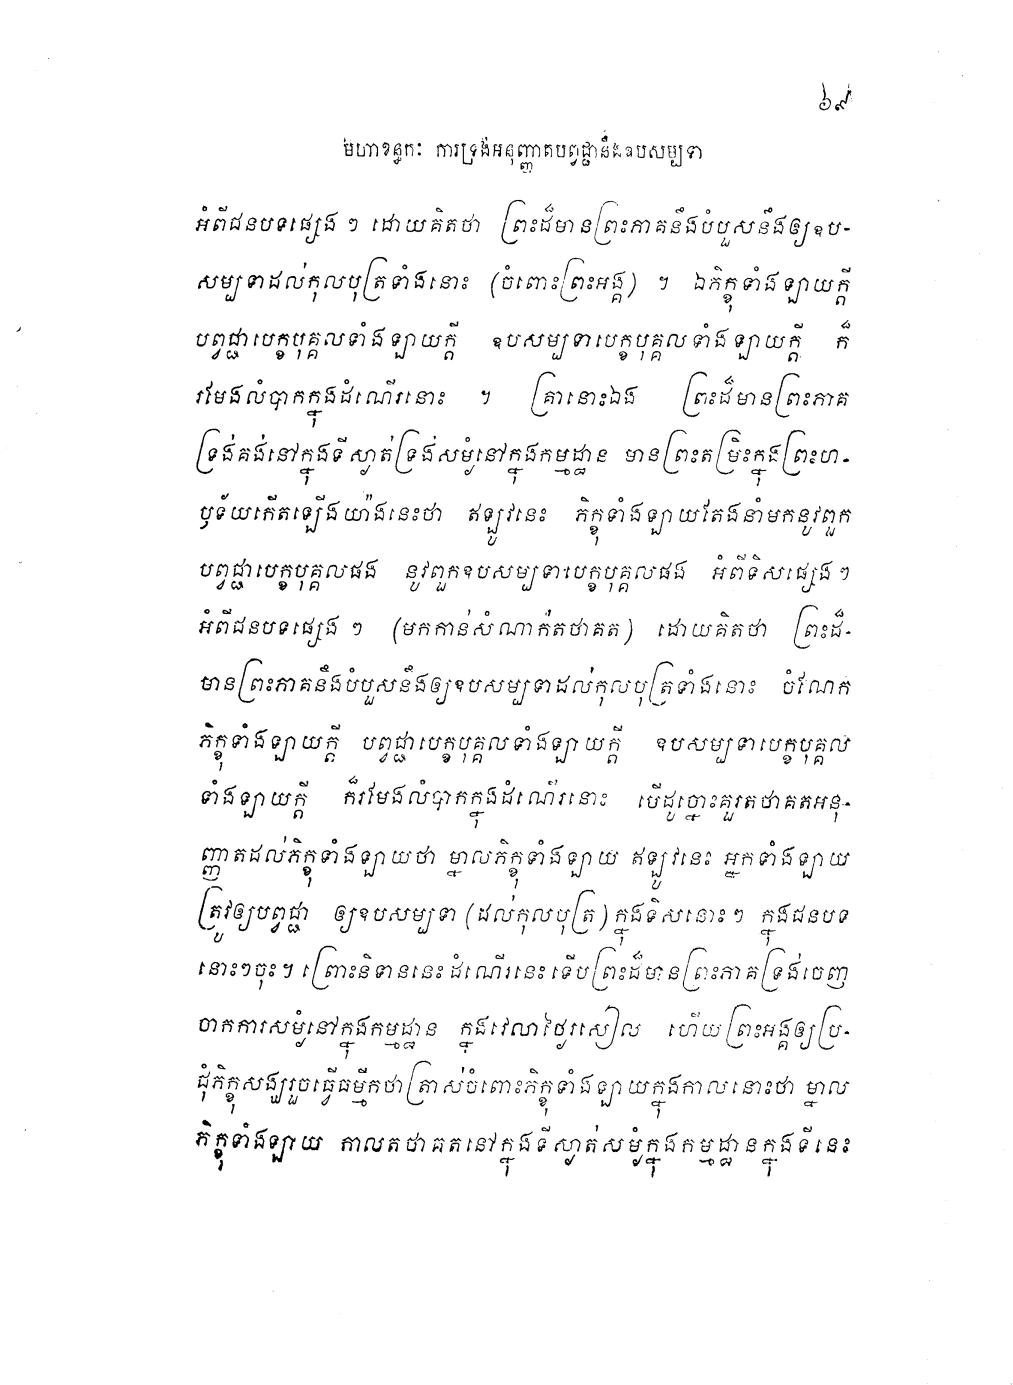 ៦៩
មហាខន្ធកៈ ការទ្រង់អនុញ្ញាតបព្វជ្ជានឹងឧបសម្បទា
អំពីជនបទផ្សេង ៗ ដោយគិតថា ព្រះដ៏មានព្រះភាគនឹងបំបួសនឹងឲ្យឧប-
សម្បទាដល់កុលបុត្រទាំងនោះ (ចំពោះព្រះអង្គ) ។ ឯភិក្ខុទាំងឡាយក្តី
បព្វជ្ជាបេក្ខបុគ្គលទាំងឡាយក្តី ឧបសម្បទាបេក្ខបុគ្គលទាំងឡាយក្តី ក៏
រមែងលំបាកក្នុងដំណើរនោះ ។ គ្រានោះឯង ព្រះដ៏មានព្រះភាគ
ទ្រង់គង់នៅក្នុងទីស្ងាត់ទ្រង់សម្ងំនៅក្នុងកម្មដ្ឋាន មានព្រះតម្រិះក្នុងព្រះហ-
ឫទ័យកើតឡើងយ៉ាងនេះថា ឥឡូវនេះ ភិក្ខុទាំងឡាយតែងនាំមកនូវពួក
បព្វជ្ជាបេក្ខបុគ្គលផង នូវពួកឧបសម្បទាបេក្ខបុគ្គលផង អំពីទិសផ្សេងៗ
អំពីជនបទផ្សេង ៗ (មកកាន់សំណាក់តថាគត) ដោយគិតថា ព្រះដ៏-
មានព្រះភាគនឹងបំបួសនឹងឲ្យឧបសម្បទាដល់កុលបុត្រទាំងនោះ ចំណែក
ភិក្ខុទាំងឡាយក្តី បព្វជ្ជាបេក្ខបុគ្គលទាំងឡាយក្តី ឧបសម្បទាបេក្ខបុគ្គល
ទាំងឡាយក្តី ក៏រមែងលំបាកក្នុងដំណើរនោះ បើដូច្នោះគួរតថាគតអនុ-
ញ្ញាតដល់ភិក្ខុទាំងឡាយថា ម្នាលភិក្ខុទាំងឡាយ ឥឡូវនេះ អ្នកទាំងឡាយ
ត្រូវឲ្យបព្វជ្ជា ឲ្យឧបសម្បទា (ដល់កុលបុត្រ) ក្នុងទិសនោះៗ ក្នុងជនបទ
នោះៗចុះ។ ព្រោះនិទាននេះ ដំណើរនេះ ទើបព្រះដ៏មានព្រះភាគទ្រង់ចេញ
ចាកការសម្ងំនៅក្នុងកម្មដ្ឋាន ក្នុងវេលាថ្ងៃរសៀល ហើយព្រះអង្គឲ្យប្រ-
ជុំភិក្ខុសង្ឃរួចធ្វើធម្មីកថាត្រាស់ចំពោះភិក្ខុទាំងឡាយក្នុងកាលនោះថា ម្នាល
ភិក្ខុទាំងឡាយ កាលតថាគតនៅក្នុងទីស្ងាត់សម្ងំក្នុងកម្មដ្ឋានក្នុងទីនេះ